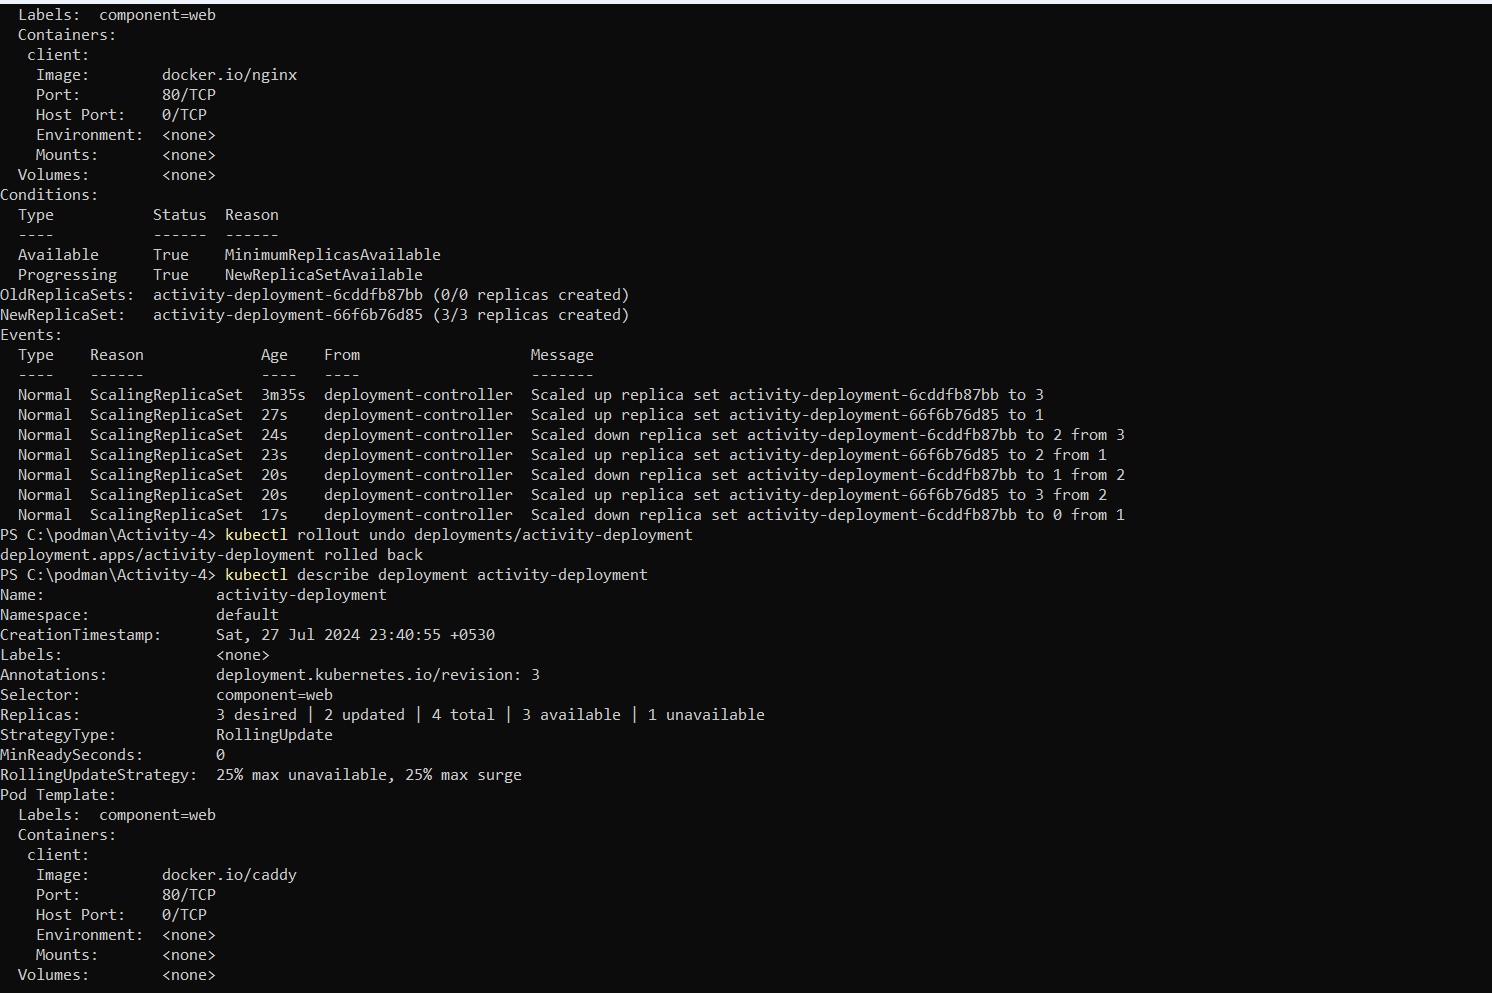 Labels:  component=web
  Containers:
   client:
    Image:        docker.io/nginx
    Port:         80/TCP
    Host Port:    0/TCP
    Environment:  <none>
    Mounts:       <none>
  Volumes:        <none>
Conditions:
  Type           Status  Reason
  ----           ------  ------
  Available      True    MinimumReplicasAvailable
  Progressing    True    NewReplicaSetAvailable
OldReplicaSets:  activity-deployment-6cddfb87bb (0/0 replicas created)
NewReplicaSet:   activity-deployment-66f6b76d85 (3/3 replicas created)
Events:
  Type    Reason             Age    From                   Message
  ----    ------             ----   ----                   -------
  Normal  ScalingReplicaSet  3m35s  deployment-controller  Scaled up replica set activity-deployment-6cddfb87bb to 3
  Normal  ScalingReplicaSet  27s    deployment-controller  Scaled up replica set activity-deployment-66f6b76d85 to 1
  Normal  ScalingReplicaSet  24s    deployment-controller  Scaled down replica set activity-deployment-6cddfb87bb to 2 from 3
  Normal  ScalingReplicaSet  23s    deployment-controller  Scaled up replica set activity-deployment-66f6b76d85 to 2 from 1
  Normal  ScalingReplicaSet  20s    deployment-controller  Scaled down replica set activity-deployment-6cddfb87bb to 1 from 2
  Normal  ScalingReplicaSet  20s    deployment-controller  Scaled up replica set activity-deployment-66f6b76d85 to 3 from 2
  Normal  ScalingReplicaSet  17s    deployment-controller  Scaled down replica set activity-deployment-6cddfb87bb to 0 from 1
PS C:\podman\Activity-4> kubectl rollout undo deployments/activity-deployment
deployment.apps/activity-deployment rolled back
PS C:\podman\Activity-4> kubectl describe deployment activity-deployment
Name:                   activity-deployment
Namespace:              default
CreationTimestamp:      Sat, 27 Jul 2024 23:40:55 +0530
Labels:                 <none>
Annotations:            deployment.kubernetes.io/revision: 3
Selector:               component=web
Replicas:               3 desired | 2 updated | 4 total | 3 available | 1 unavailable
StrategyType:           RollingUpdate
MinReadySeconds:        0
RollingUpdateStrategy:  25% max unavailable, 25% max surge
Pod Template:
  Labels:  component=web
  Containers:
   client:
    Image:        docker.io/caddy
    Port:         80/TCP
    Host Port:    0/TCP
    Environment:  <none>
    Mounts:       <none>
  Volumes:        <none>